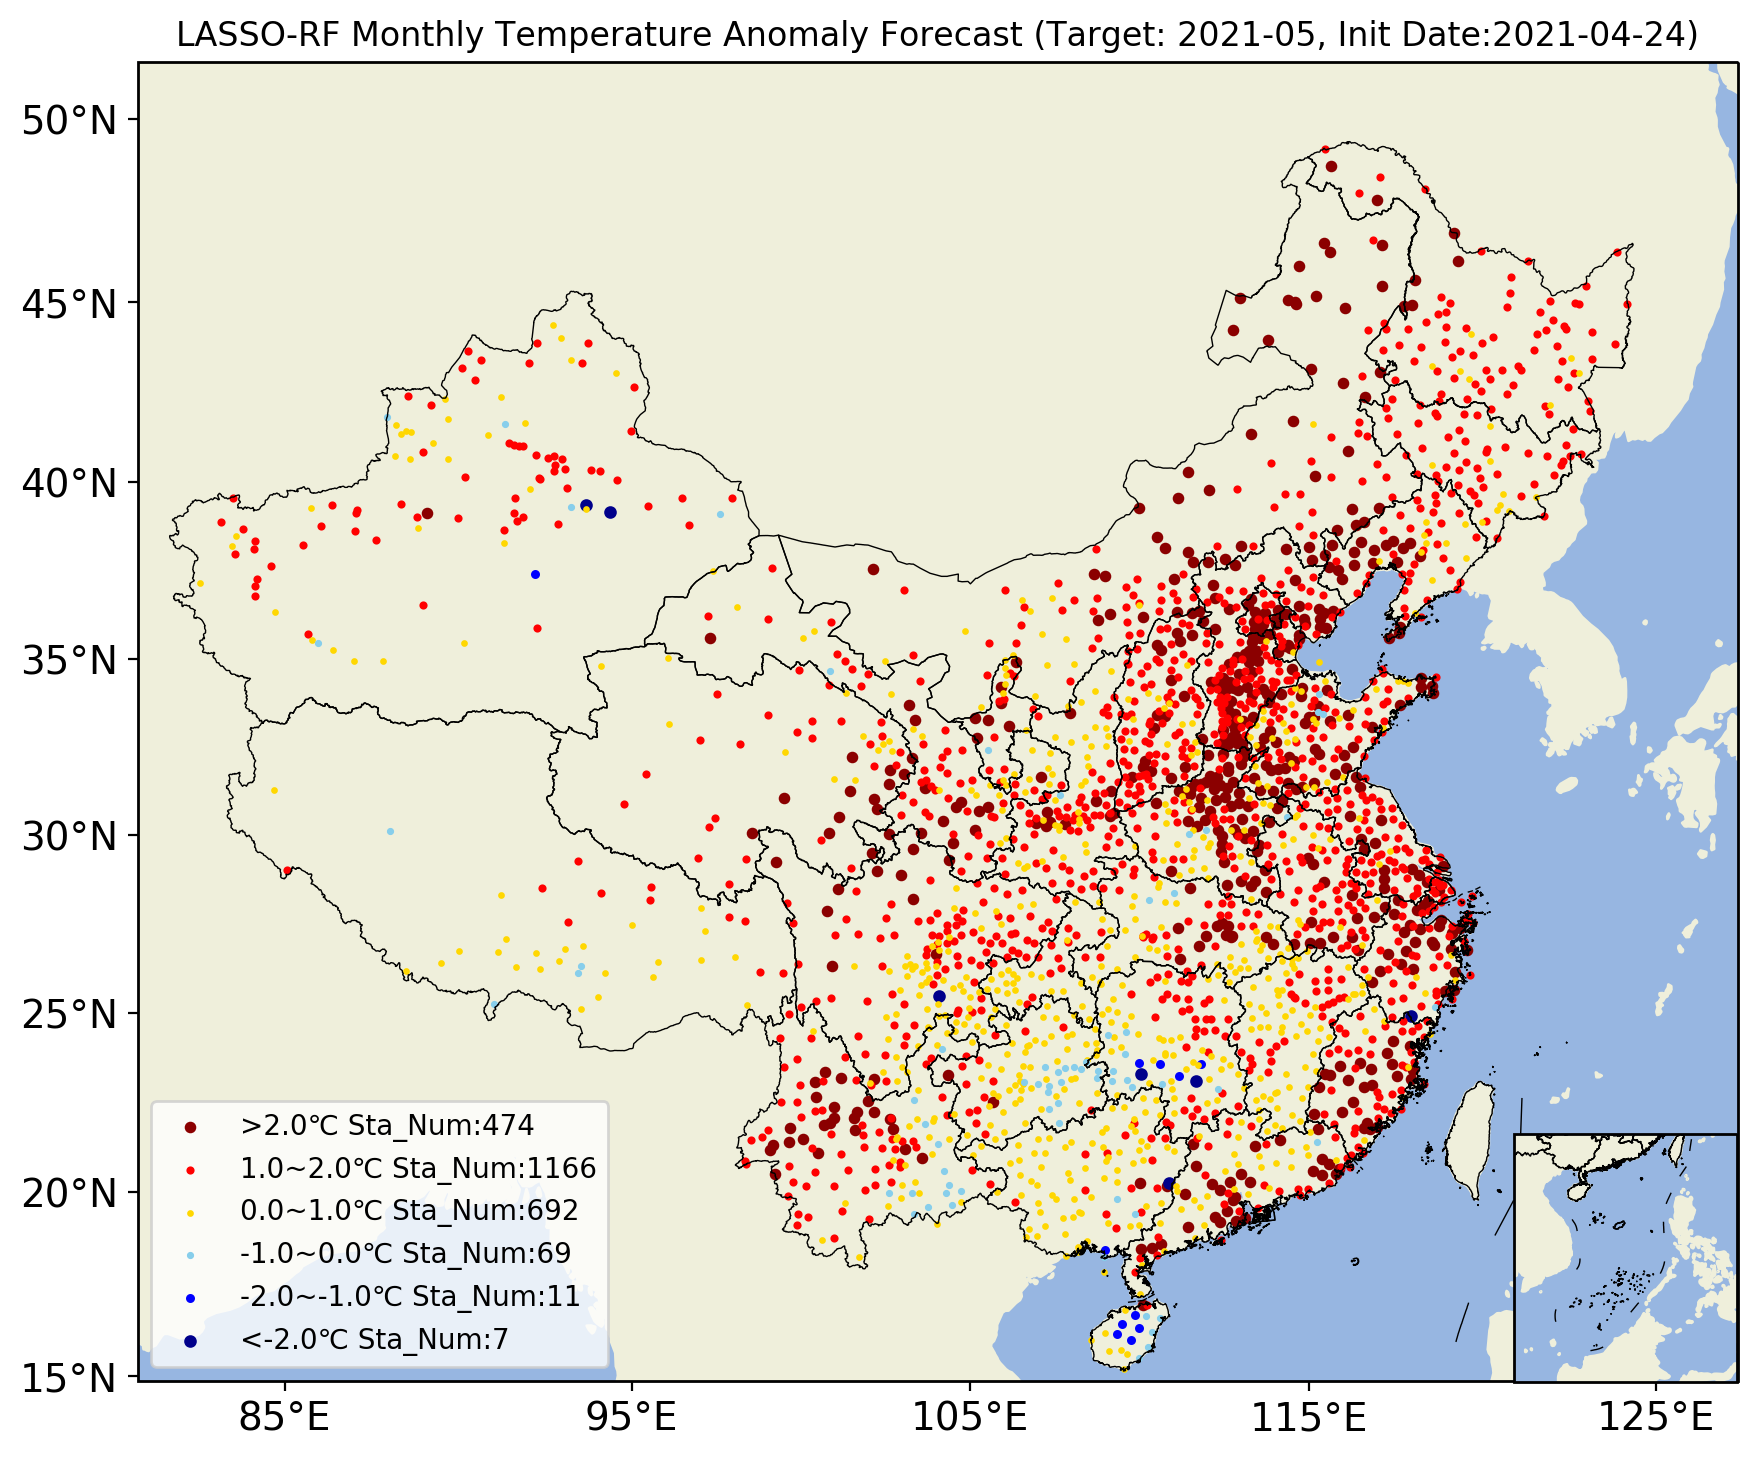 LASSO-RF Monthly Temperature Anomaly Forecast (Target: 2021-05, Init Date:2021-04-24)
50°N
45°N
40°N
35°N
30°N
25°N
20°N
15°N
>2.0℃ Sta_Num:474
1.0~2.0℃ Sta_Num:1166
0.0~1.0℃ Sta_Num:692
-1.0~0.0℃ Sta_Num:69
-2.0~-1.0℃ Sta_Num:11
<-2.0℃ Sta_Num:7
85°E
95°E
105°E
115°E
125°E